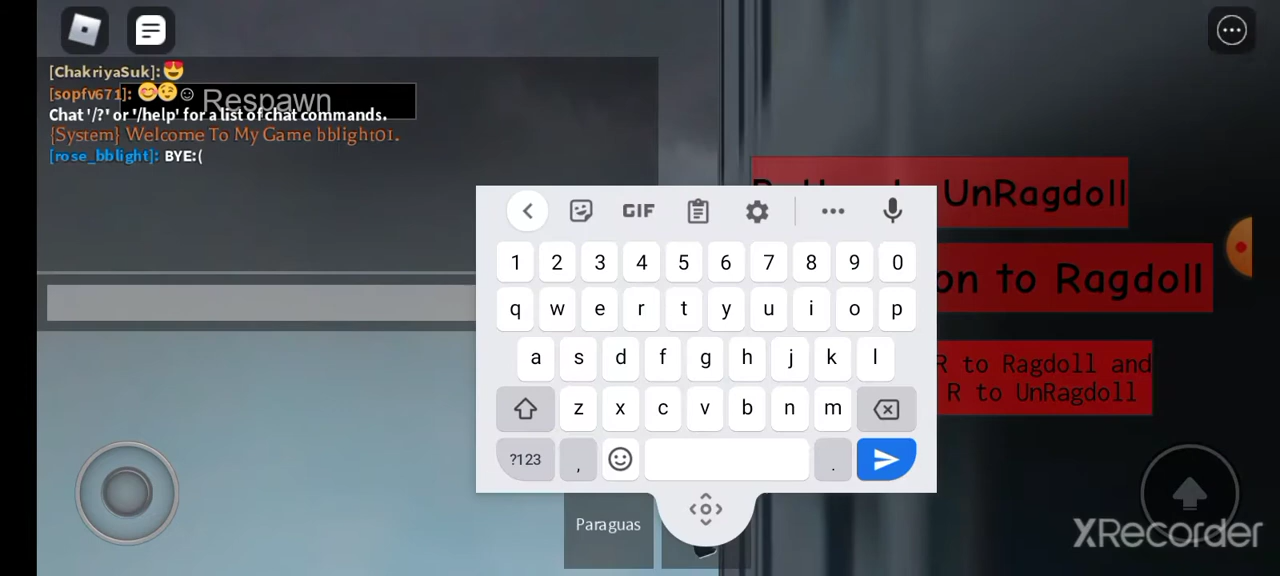 [ChakriyaSuk]:😍
[sopfv671]: 😊😉☺
Respawn
Chat '/?' or '/help' for a list of chat commands.
{System} Welcome To My Game bblight01.
[rose_bblight]: BYE:(
UnRagdoll
to Ragdoll
R to Ragdoll and
R to UnRagdoll
GIF
1 2 3 4 5 6 7 8 9 0
q w e r t y u i o p
a s d f g h j k l
z x c v b n m
?123 , .
Paraguas
XRecorder